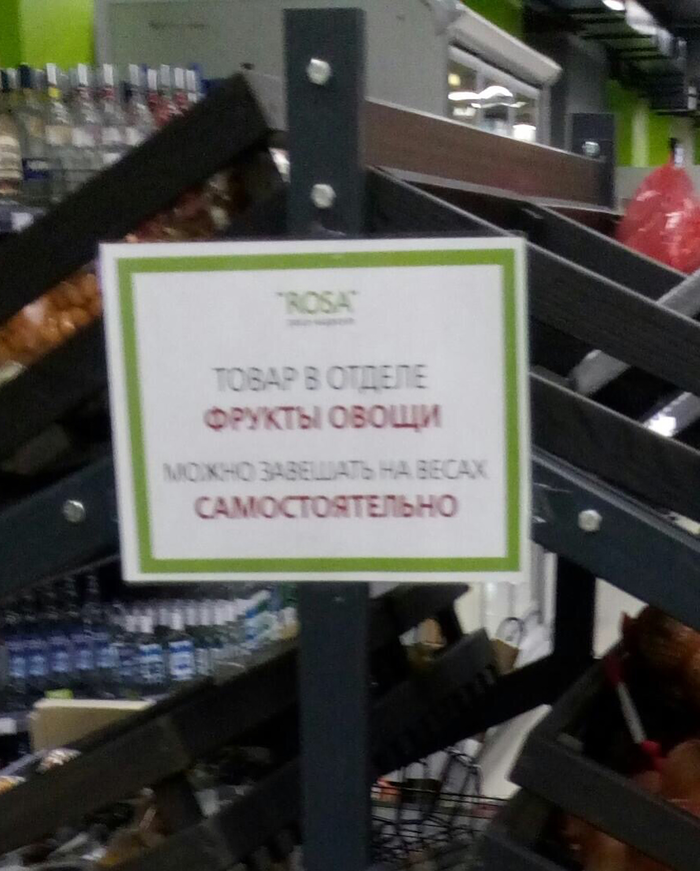 "ROSA"
ТОВАР В ОТДЕЛЕ
ФРУКТЫ ОВОЩИ
МОЖНО ЗАВЕШАТЬ НА ВЕСАХ
САМОСТОЯТЕЛЬНО